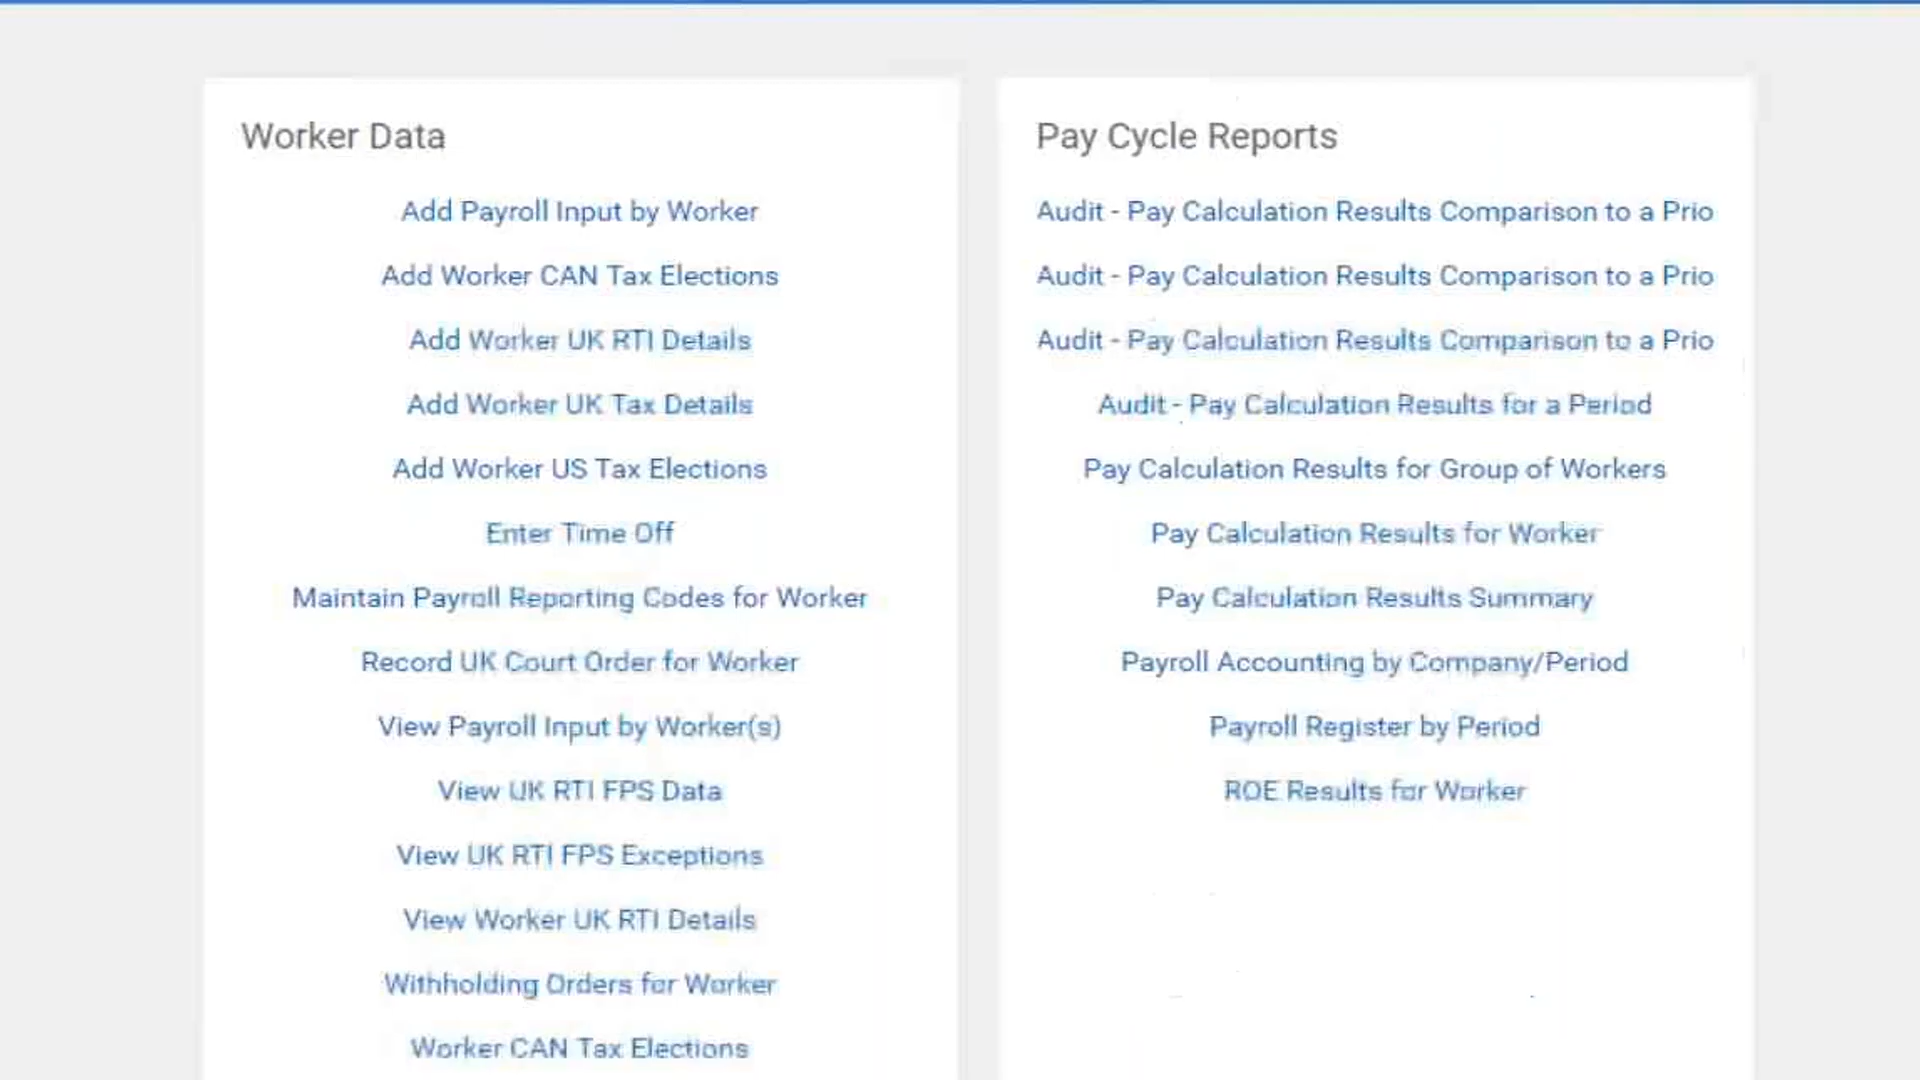 Worker Data
Add Payroll Input by Worker
Add Worker CAN Tax Elections
Add Worker UK RTI Details
Add Worker UK Tax Details
Add Worker US Tax Elections
Enter Time Off
Maintain Payroll Reporting Codes for Worker
Record UK Court Order for Worker
View Payroll Input by Worker(s)
View UK RTI FPS Data
View UK RTI FPS Exceptions
View Worker UK RTI Details
Withholding Orders for Worker
Worker CAN Tax Elections
Pay Cycle Reports
Audit - Pay Calculation Results Comparison to a Prio
Audit - Pay Calculation Results Comparison to a Prio
Audit - Pay Calculation Results Comparison to a Prio
Audit - Pay Calculation Results for a Period
Pay Calculation Results for Group of Workers
Pay Calculation Results for Worker
Pay Calculation Results Summary
Payroll Accounting by Company/Period
Payroll Register by Period
ROE Results for Worker